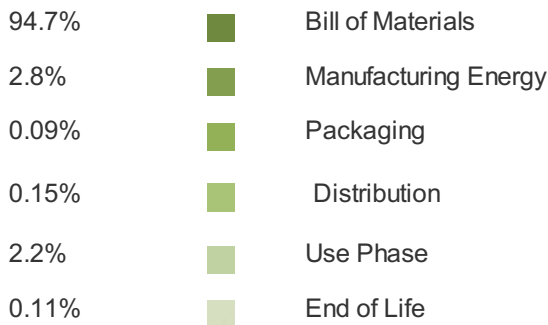 94.7% Bill of Materials
2.8% Manufacturing Energy
0.09% Packaging
0.15% Distribution
2.2% Use Phase
0.11% End of Life